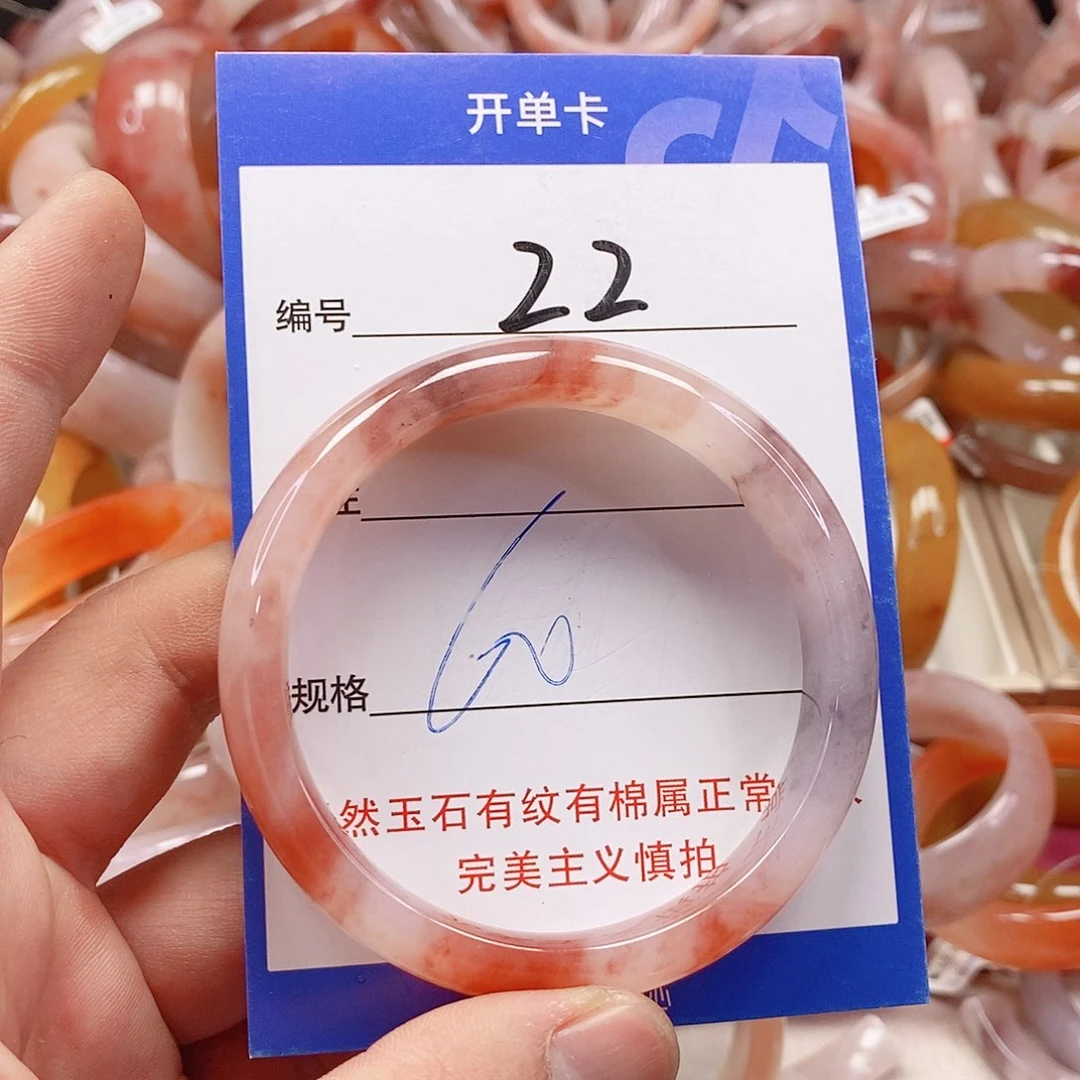 开单卡
编号 22
规格 60
然玉石有纹有棉属正常
完美主义慎拍